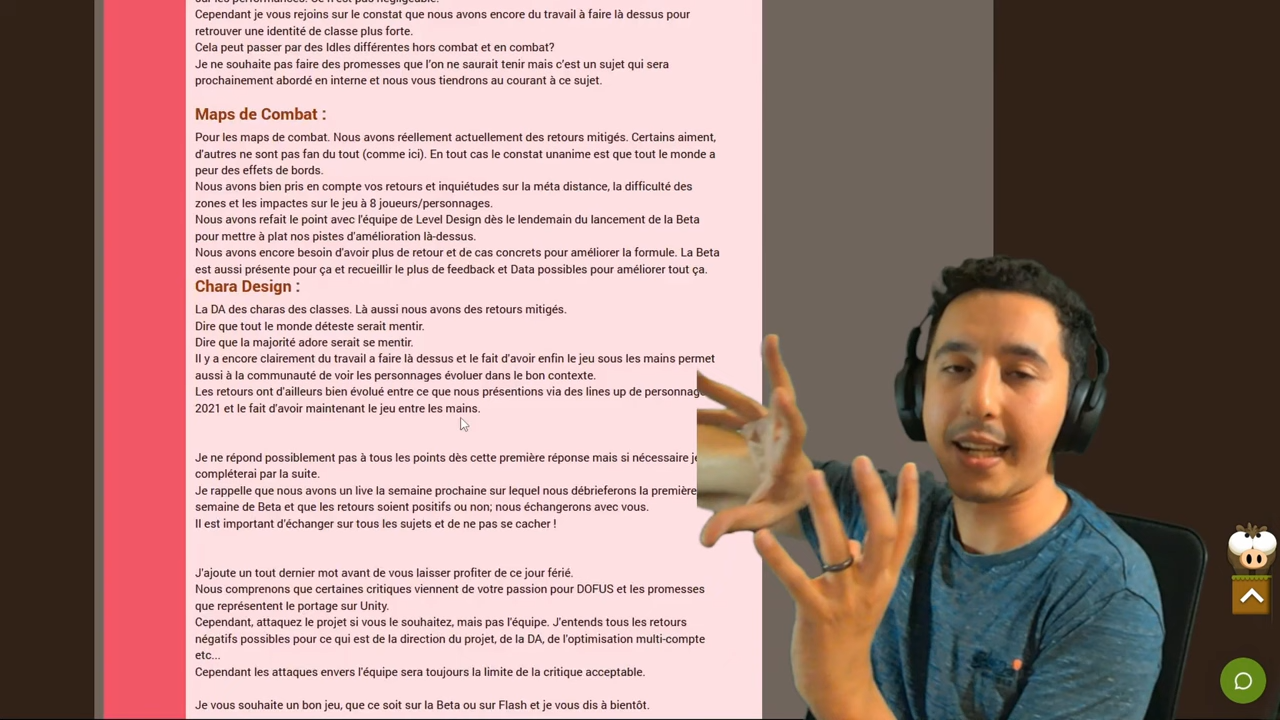 Cependant je vous rejoins sur le constat que nous avons encore du travail à faire là dessus pour
retrouver une identité de classe plus forte.
Cela peut passer par des Idles différentes hors combat et en combat?
Je ne souhaite pas faire des promesses que l'on ne saurait tenir mais c'est un sujet qui sera
prochainement abordé en interne et nous vous tiendrons au courant à ce sujet.
Maps de Combat :
Pour les maps de combat. Nous avons réellement actuellement des retours mitigés. Certains aiment,
d'autres ne sont pas fan du tout (comme ici). En tout cas le constat unanime est que tout le monde a
peur des effets de bords.
Nous avons bien pris en compte vos retours et inquiétudes sur la méta distance, la difficulté des
zones et les impactes sur le jeu à 8 joueurs/personnages.
Nous avons refait le point avec l'équipe de Level Design dès le lendemain du lancement de la Beta
pour mettre à plat nos pistes d'amélioration là-dessus.
Nous avons encore besoin d'avoir plus de retour et de cas concrets pour améliorer la formule. La Beta
est aussi présente pour ça et recueillir le plus de feedback et Data possibles pour améliorer tout ça.
Chara Design :
La DA des charas des classes. Là aussi nous avons des retours mitigés.
Dire que tout le monde déteste serait mentir.
Dire que la majorité adore serait se mentir.
Il y a encore clairement du travail a faire là dessus et le fait d'avoir enfin le jeu sous les mains permet
aussi à la communauté de voir les personnages évoluer dans le bon contexte.
Les retours ont d'ailleurs bien évolué entre ce que nous présentions via des lines up de personnag
2021 et le fait d'avoir maintenant le jeu entre les mains.
Je ne répond possiblement pas à tous les points dès cette première réponse mais si nécessaire je
compléterai par la suite.
Je rappelle que nous avons un live la semaine prochaine sur lequel nous débrieferons la première
semaine de Beta et que les retours soient positifs ou non; nous échangerons avec vous.
Il est important d'échanger sur tous les sujets et de ne pas se cacher !
J'ajoute un tout dernier mot avant de vous laisser profiter de ce jour férié.
Nous comprenons que certaines critiques viennent de votre passion pour DOFUS et les promesses
que représentent le portage sur Unity.
Cependant, attaquez le projet si vous le souhaitez, mais pas l'équipe. J'entends tous les retours
négatifs possibles pour ce qui est de la direction du projet, de la DA, de l'optimisation multi-compte
etc...
Cependant les attaques envers l'équipe sera toujours la limite de la critique acceptable.
Je vous souhaite un bon jeu, que ce soit sur la Beta ou sur Flash et je vous dis à bientôt.